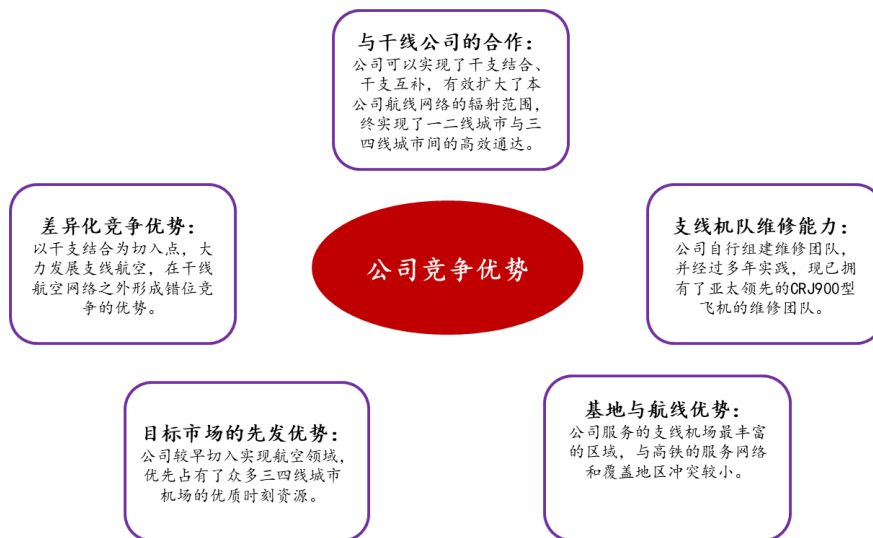 与干线公司的合作：
公司可以实现了干支结合、
干支互补，有效扩大了本
公司航线网络的辐射范围，
终实现了一二线城市与三
四线城市间的高效通达。
差异化竞争优势：
以干支结合为切入点，大
力发展支线航空，在干线
航空网络之外形成错位竞
争的优势。
公司竞争优势
支线机队维修能力：
公司自行组建维修团队，
并经过多年实践，现已拥
有了亚太领先的CRJ900型
飞机的维修团队。
目标市场的先发优势：
公司较早切入实现航空领域，
优先占有了众多三四线城市
机场的优质时刻资源。
基地与航线优势：
公司服务的支线机场最丰富
的区域，与高铁的服务网络
和覆盖地区冲突较小。